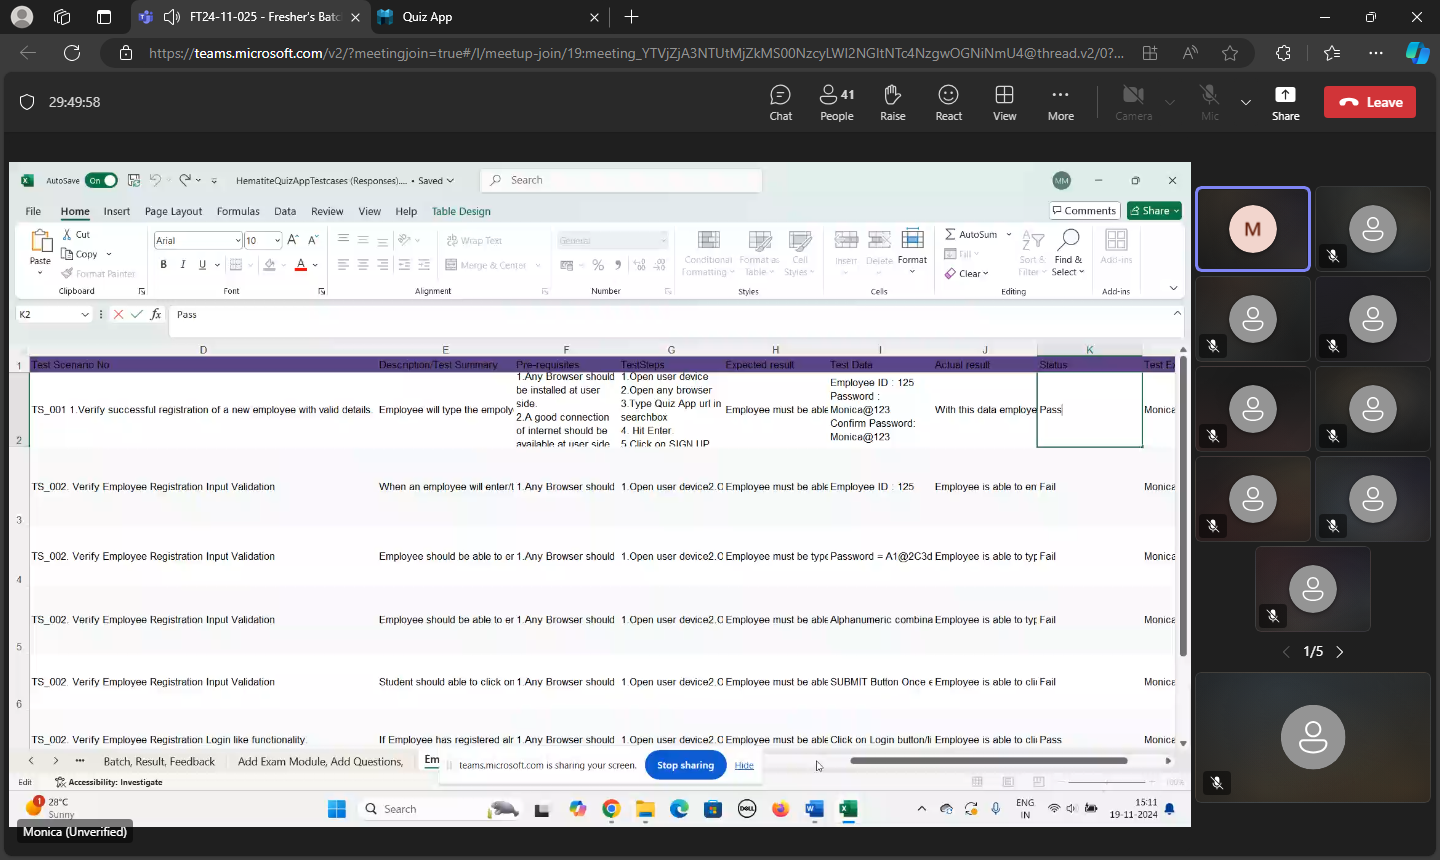 FT24-11-025 - Fresher's Batc
Quiz App
https://teams.microsoft.com/v2/?meetingjoin=true#/l/meetup-join/19:meeting_YTVjZjA3NTUtMjZkMS00NzcyLWI2NGItNTc4NzgwOGNiNmU4@thread.v2/0?...
29:49:58
Chat
41
People
Raise
React
View
More
Camera
Mic
Share
Leave
AutoSave On
HematiteQuizAppTestcases (Responses).... • Saved
Search
MM
File Home Insert Page Layout Formulas Data Review View Help Table Design
Comments
Share
Paste
Cut
Copy
Format Painter
Clipboard
Arial 10
B I U
Font
Wrap Text
Merge & Center
Alignment
General
Number
Conditional Formatting
Format as Table
Cell Styles
Styles
Insert
Delete
Format
Cells
AutoSum
Fill
Clear
Sort & Filter
Find & Select
Editing
Add-ins
Add-ins
K2
fx
Pass
D E F G H I J K
1 Test Scenario No Description/Test Summary Pre-requisites TestSteps Expected result Test Data Actual result Status Test Ex
2
TS_001 1.Verify successful registration of a new employee with valid details.
Employee will type the empoly
1.Any Browser should
be installed at user
side.
2.A good connection
of internet should be
available at user side
1.Open user device
2.Open any browser
3.Type Quiz App url in
searchbox
4. Hit Enter.
5.Click on SIGN UP
Employee must be able
Employee ID : 125
Password :
Monica@123
Confirm Password:
Monica@123
With this data employe
Pass
Monica
3
TS_002. Verify Employee Registration Input Validation
When an employee will enter/t
1.Any Browser should
1.Open user device2.O
Employee must be able
Employee ID : 125
Employee is able to en
Fail
Monica
4
TS_002. Verify Employee Registration Input Validation
Employee should be able to er
1.Any Browser should
1.Open user device2.O
Employee must be type
Password = A1@2C3d
Employee is able to typ
Fail
Monica
5
TS_002. Verify Employee Registration Input Validation
Employee should be able to er
1.Any Browser should
1.Open user device2.O
Employee must be able
Alphanumeric combina
Employee is able to typ
Fail
Monica
6
TS_002. Verify Employee Registration Input Validation
Student should able to click on
1.Any Browser should
1.Open user device2.O
Employee must be able
SUBMIT Button Once e
Employee is able to cli
Fail
Monica
TS_002. Verify Employee Registration Login like functionality.
If Employee has registered alr
1.Any Browser should
1.Open user device2.O
Employee must be able
Click on Login button/li
Employee is able to cli
Pass
Monica
Batch, Result, Feedback
Add Exam Module, Add Questions,
Em
teams.microsoft.com is sharing your screen.
Stop sharing
Hide
Edit
Accessibility: Investigate
100%
1
28°C
Sunny
Search
DELL
ENG
IN
15:11
19-11-2024
Monica (Unverified)
M
1/5